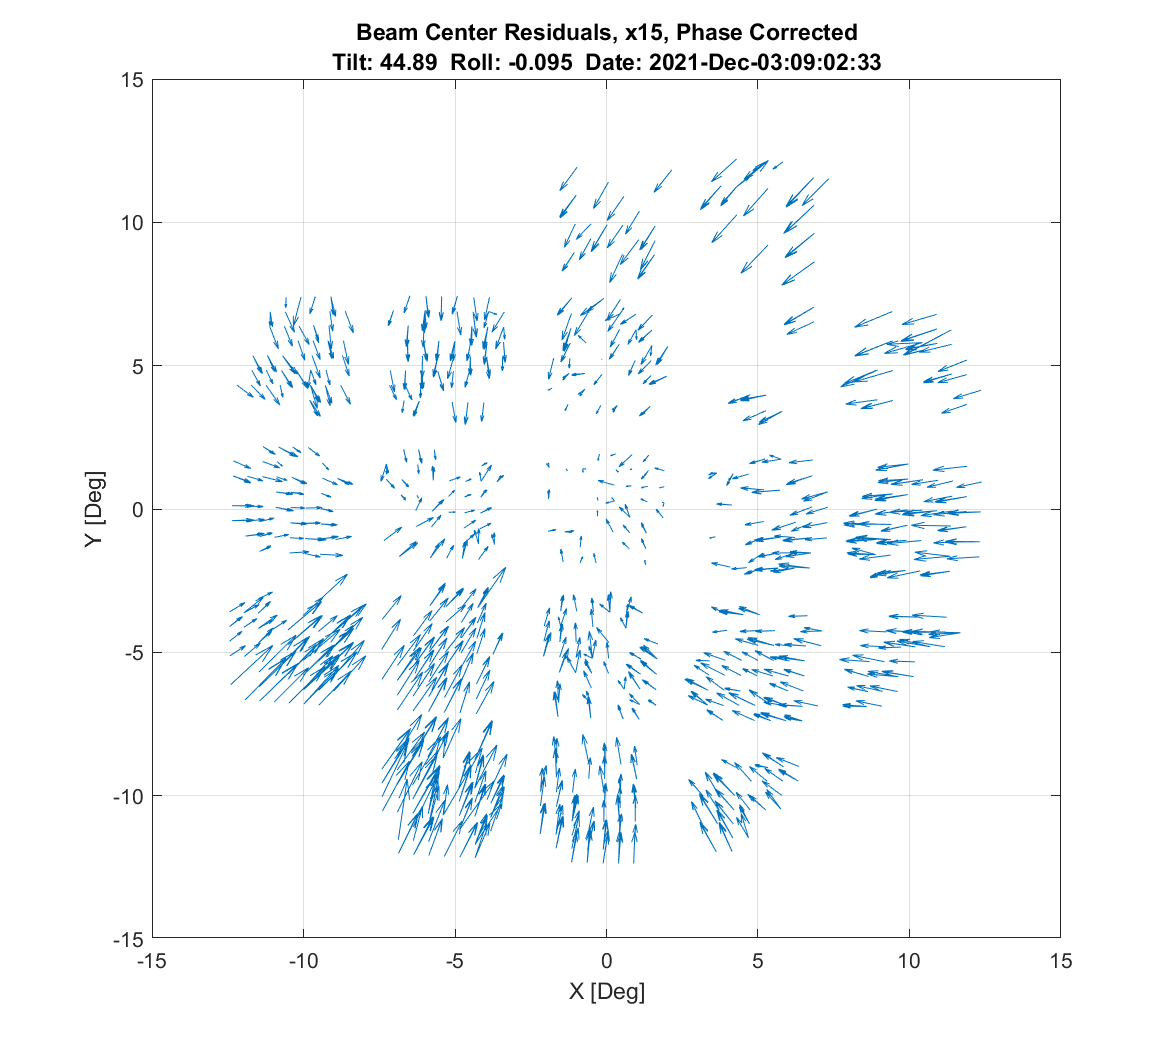 Beam Center Residuals, x15, Phase Corrected
Tilt: 44.89 Roll: -0.095 Date: 2021-Dec-03:09:02:33
15
10
5
0
-5
-10
-15
Y [Deg]
-15 -10 -5 0 5 10 15
X [Deg]